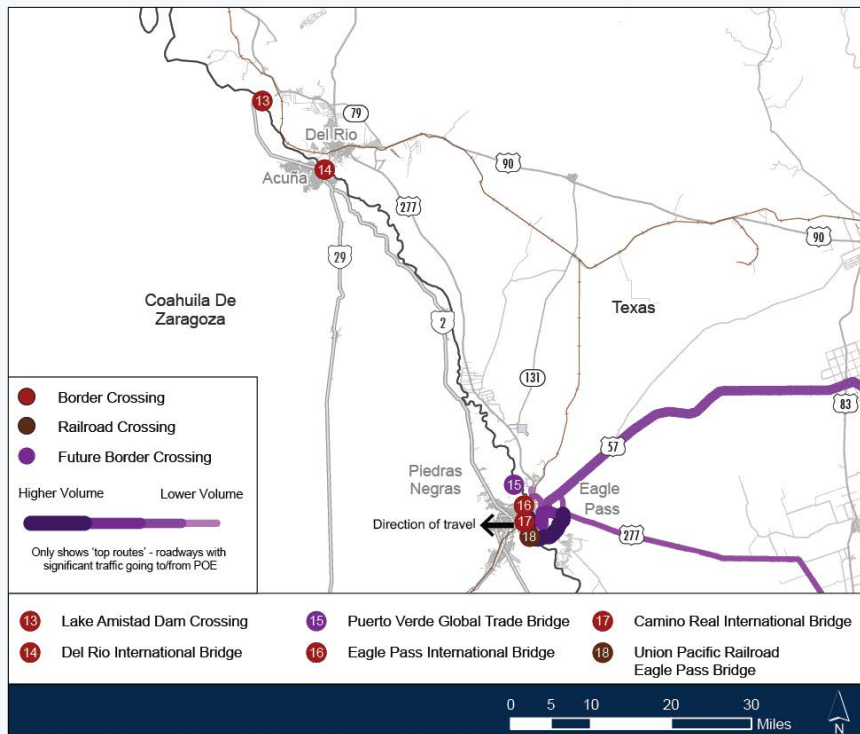 13
79
Del Rio
Acuña
14
90
277
90
29
Coahuila De
Zaragoza
Texas
2
131
83
57
Border Crossing
Railroad Crossing
Future Border Crossing
Higher Volume
Lower Volume
Only shows 'top routes' - roadways with
significant traffic going to/from POE
Piedras
Negras
15
Eagle
Pass
16
Direction of travel
17
18
277
13 Lake Amistad Dam Crossing
14 Del Rio International Bridge
15 Puerto Verde Global Trade Bridge
16 Eagle Pass International Bridge
17 Camino Real International Bridge
18 Union Pacific Railroad
Eagle Pass Bridge
0 5 10 20 30
Miles
N